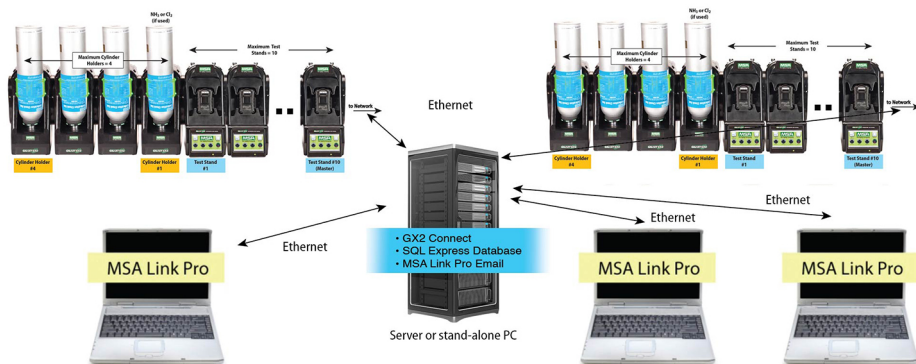 NH₃ or Cl₂
(if used)
Maximum Test
Stands = 10
Maximum Cylinder
Holders = 4
to Network
Cylinder Holder
#4
Cylinder Holder
#1
Test Stand
#1
Test Stand #10
(Master)
Ethernet
NH₃ or Cl₂
(if used)
Maximum Test
Stands = 10
Maximum Cylinder
Holders = 4
to Network
Cylinder Holder
#4
Cylinder Holder
#1
Test Stand
#1
Test Stand #10
(Master)
Ethernet
Ethernet
Ethernet
MSA Link Pro
• GX2 Connect
• SQL Express Database
• MSA Link Pro Email
MSA Link Pro
MSA Link Pro
Server or stand-alone PC